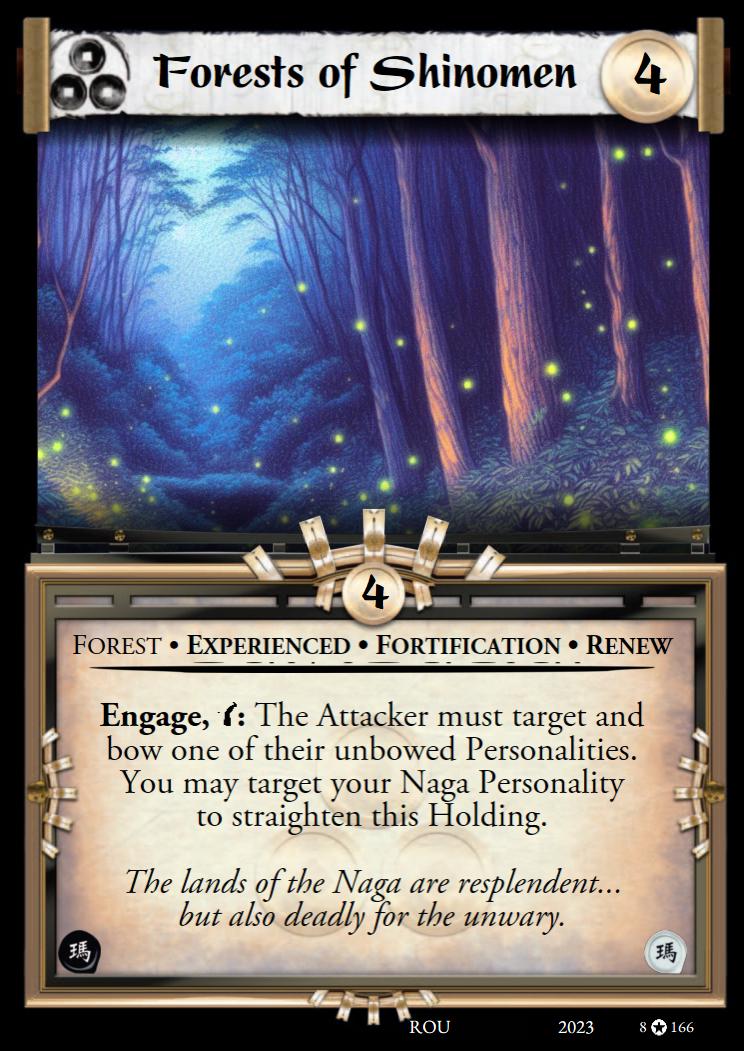 Forests of Shinomen
4
4
FOREST • EXPERIENCED • FORTIFICATION • RENEW
Engage, : The Attacker must target and
bow one of their unbowed Personalities.
You may target your Naga Personality
to straighten this Holding.
The lands of the Naga are resplendent...
but also deadly for the unwary.
瑪 瑪
ROU 2023 8 ✪ 166